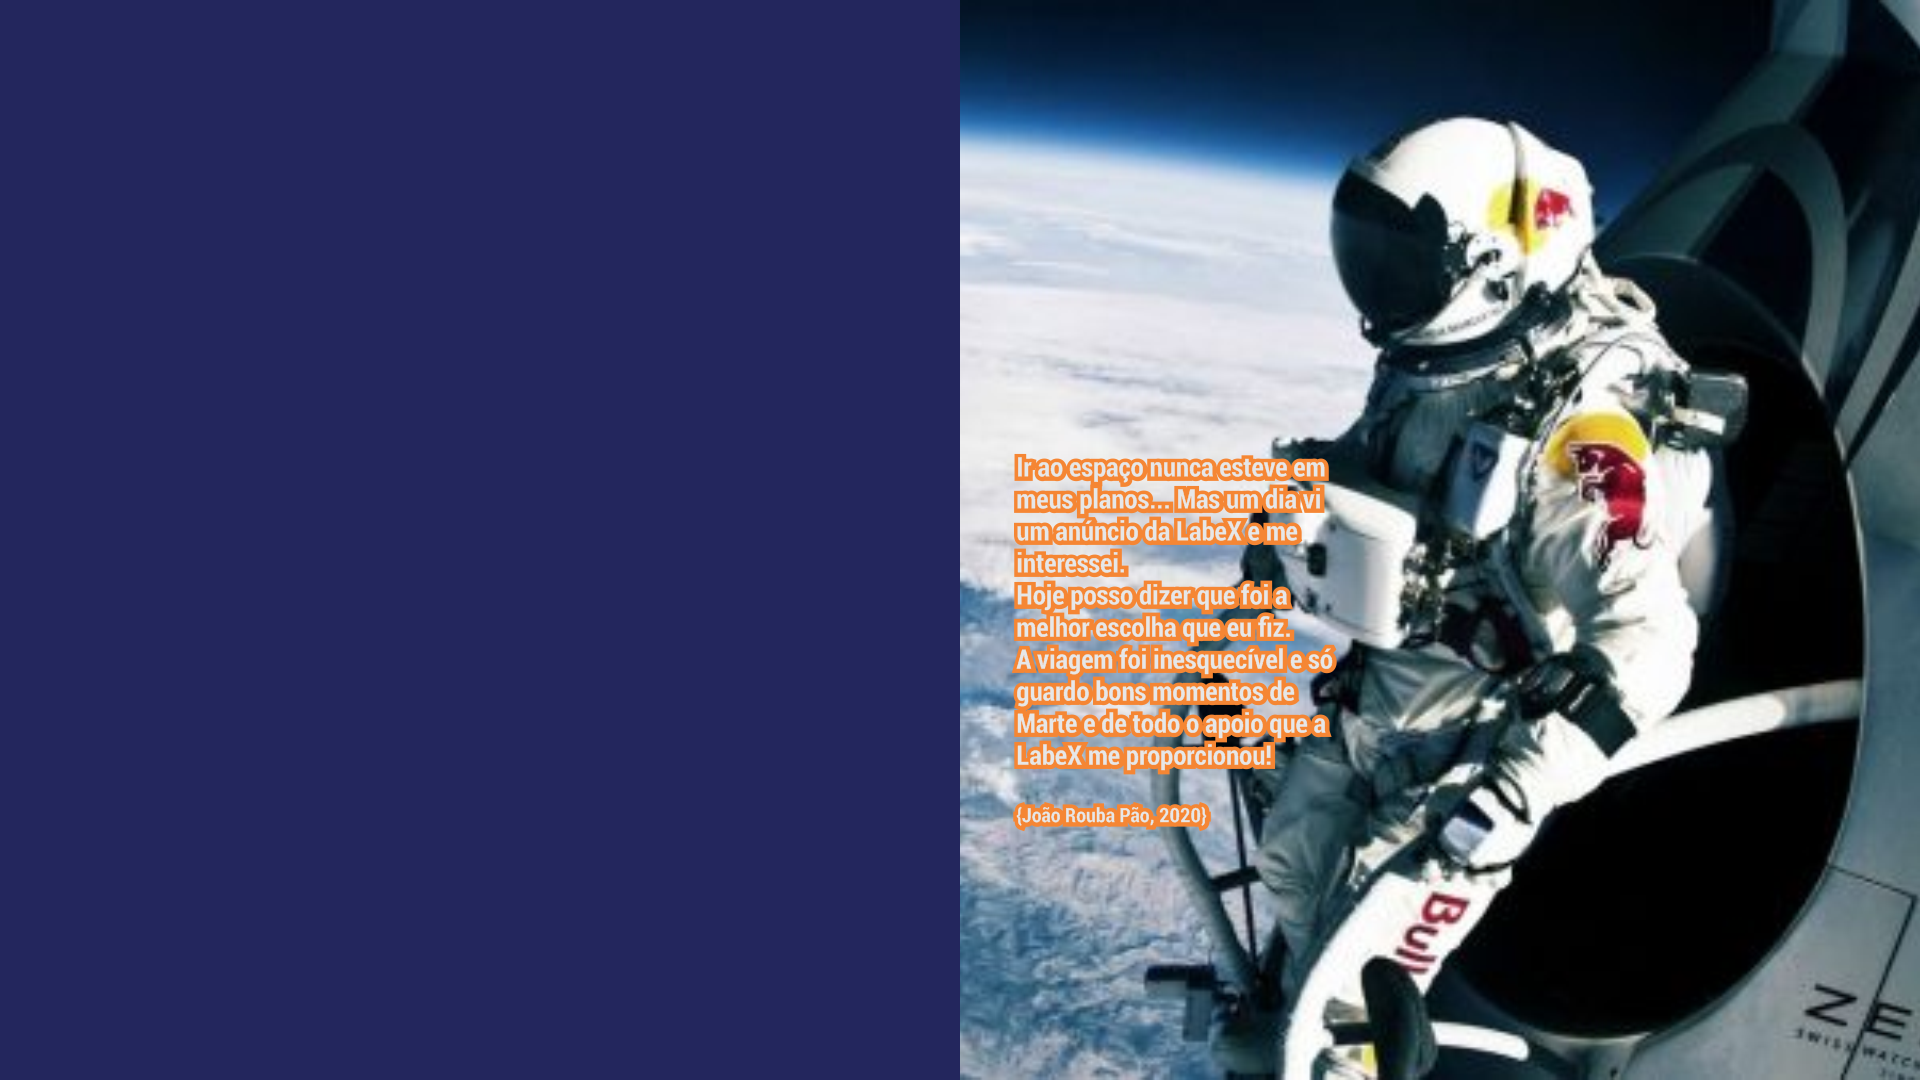 Ir ao espaço nunca esteve em
meus planos... Mas um dia vi
um anúncio da LabeX e me
interessei.
Hoje posso dizer que foi a
melhor escolha que eu fiz.
A viagem foi inesquecível e só
guardo bons momentos de
Marte e de todo o apoio que a
LabeX me proporcionou!
{João Rouba Pão, 2020}
Bull
ZE
SWISS WATCH